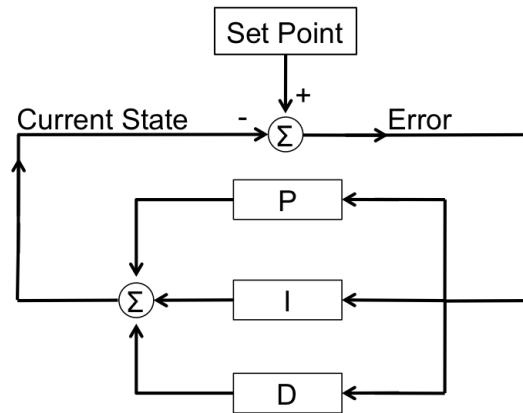 Set Point
+
Current State
-
Σ
Error
P
Σ
I
D